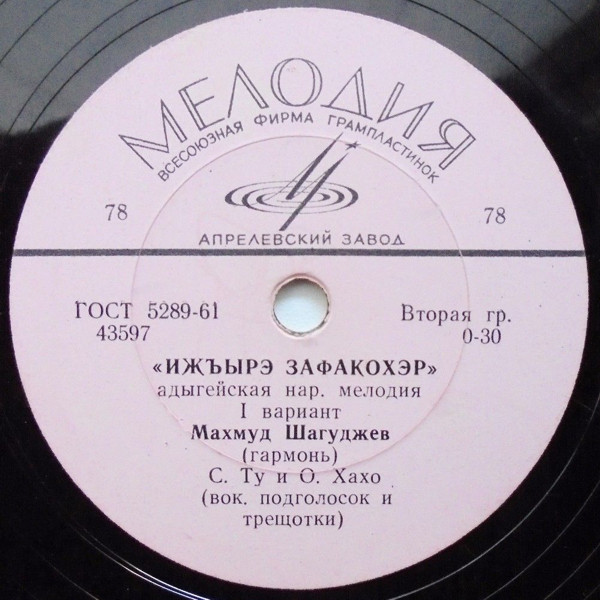 МЕЛОДИЯ
ВСЕСОЮЗНАЯ ФИРМА ГРАМПЛАСТИНОК
78 78
АПРЕЛЕВСКИЙ ЗАВОД
ГОСТ 5289-61 Вторая гр.
43597 0-30
«ИЖЪЫРЭ ЗАФАКОХЭР»
адыгейская нар. мелодия
I вариант
Махмуд Шагуджев
(гармонь)
С. Ту и О. Хахо
(вок. подголосок и
трещотки)